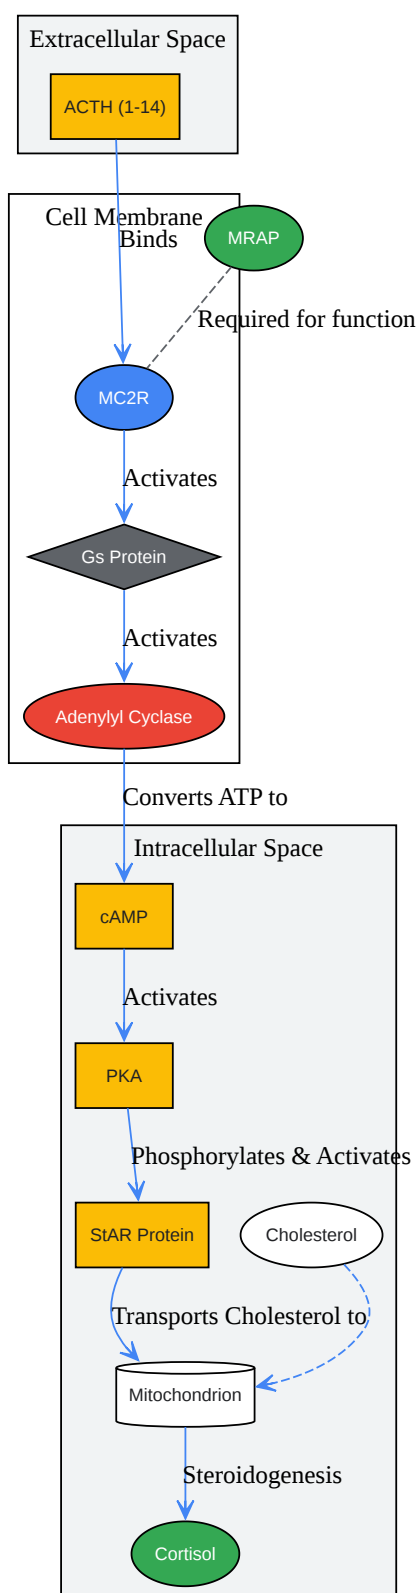 Extracellular Space
ACTH (1-14)
Cell Membrane
Binds
MRAP
Required for function
MC2R
Activates
Gs Protein
Activates
Adenylyl Cyclase
Converts ATP to
Intracellular Space
cAMP
Activates
PKA
Phosphorylates & Activates
StAR Protein
Cholesterol
Transports Cholesterol to
Mitochondrion
Steroidogenesis
Cortisol